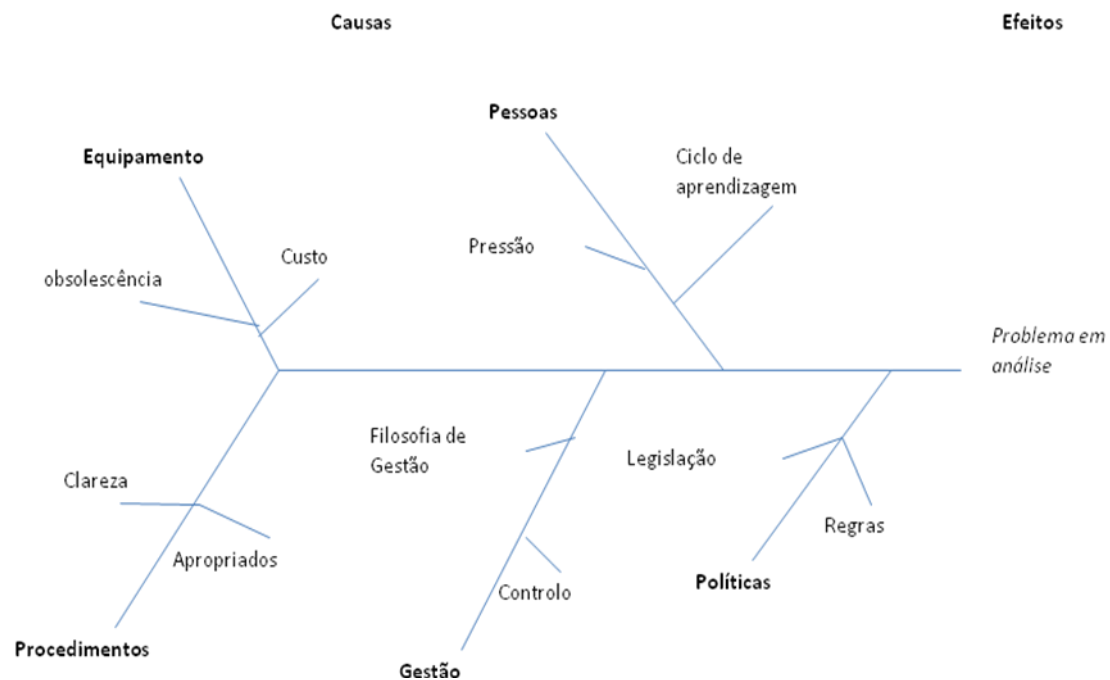 Causas
Efeitos
Pessoas
Equipamento
Ciclo de
aprendizagem
Pressão
Custo
obsolescência
Problema em
análise
Filosofia de
Gestão
Legislação
Clareza
Regras
Apropriados
Políticas
Controlo
Procedimentos
Gestão